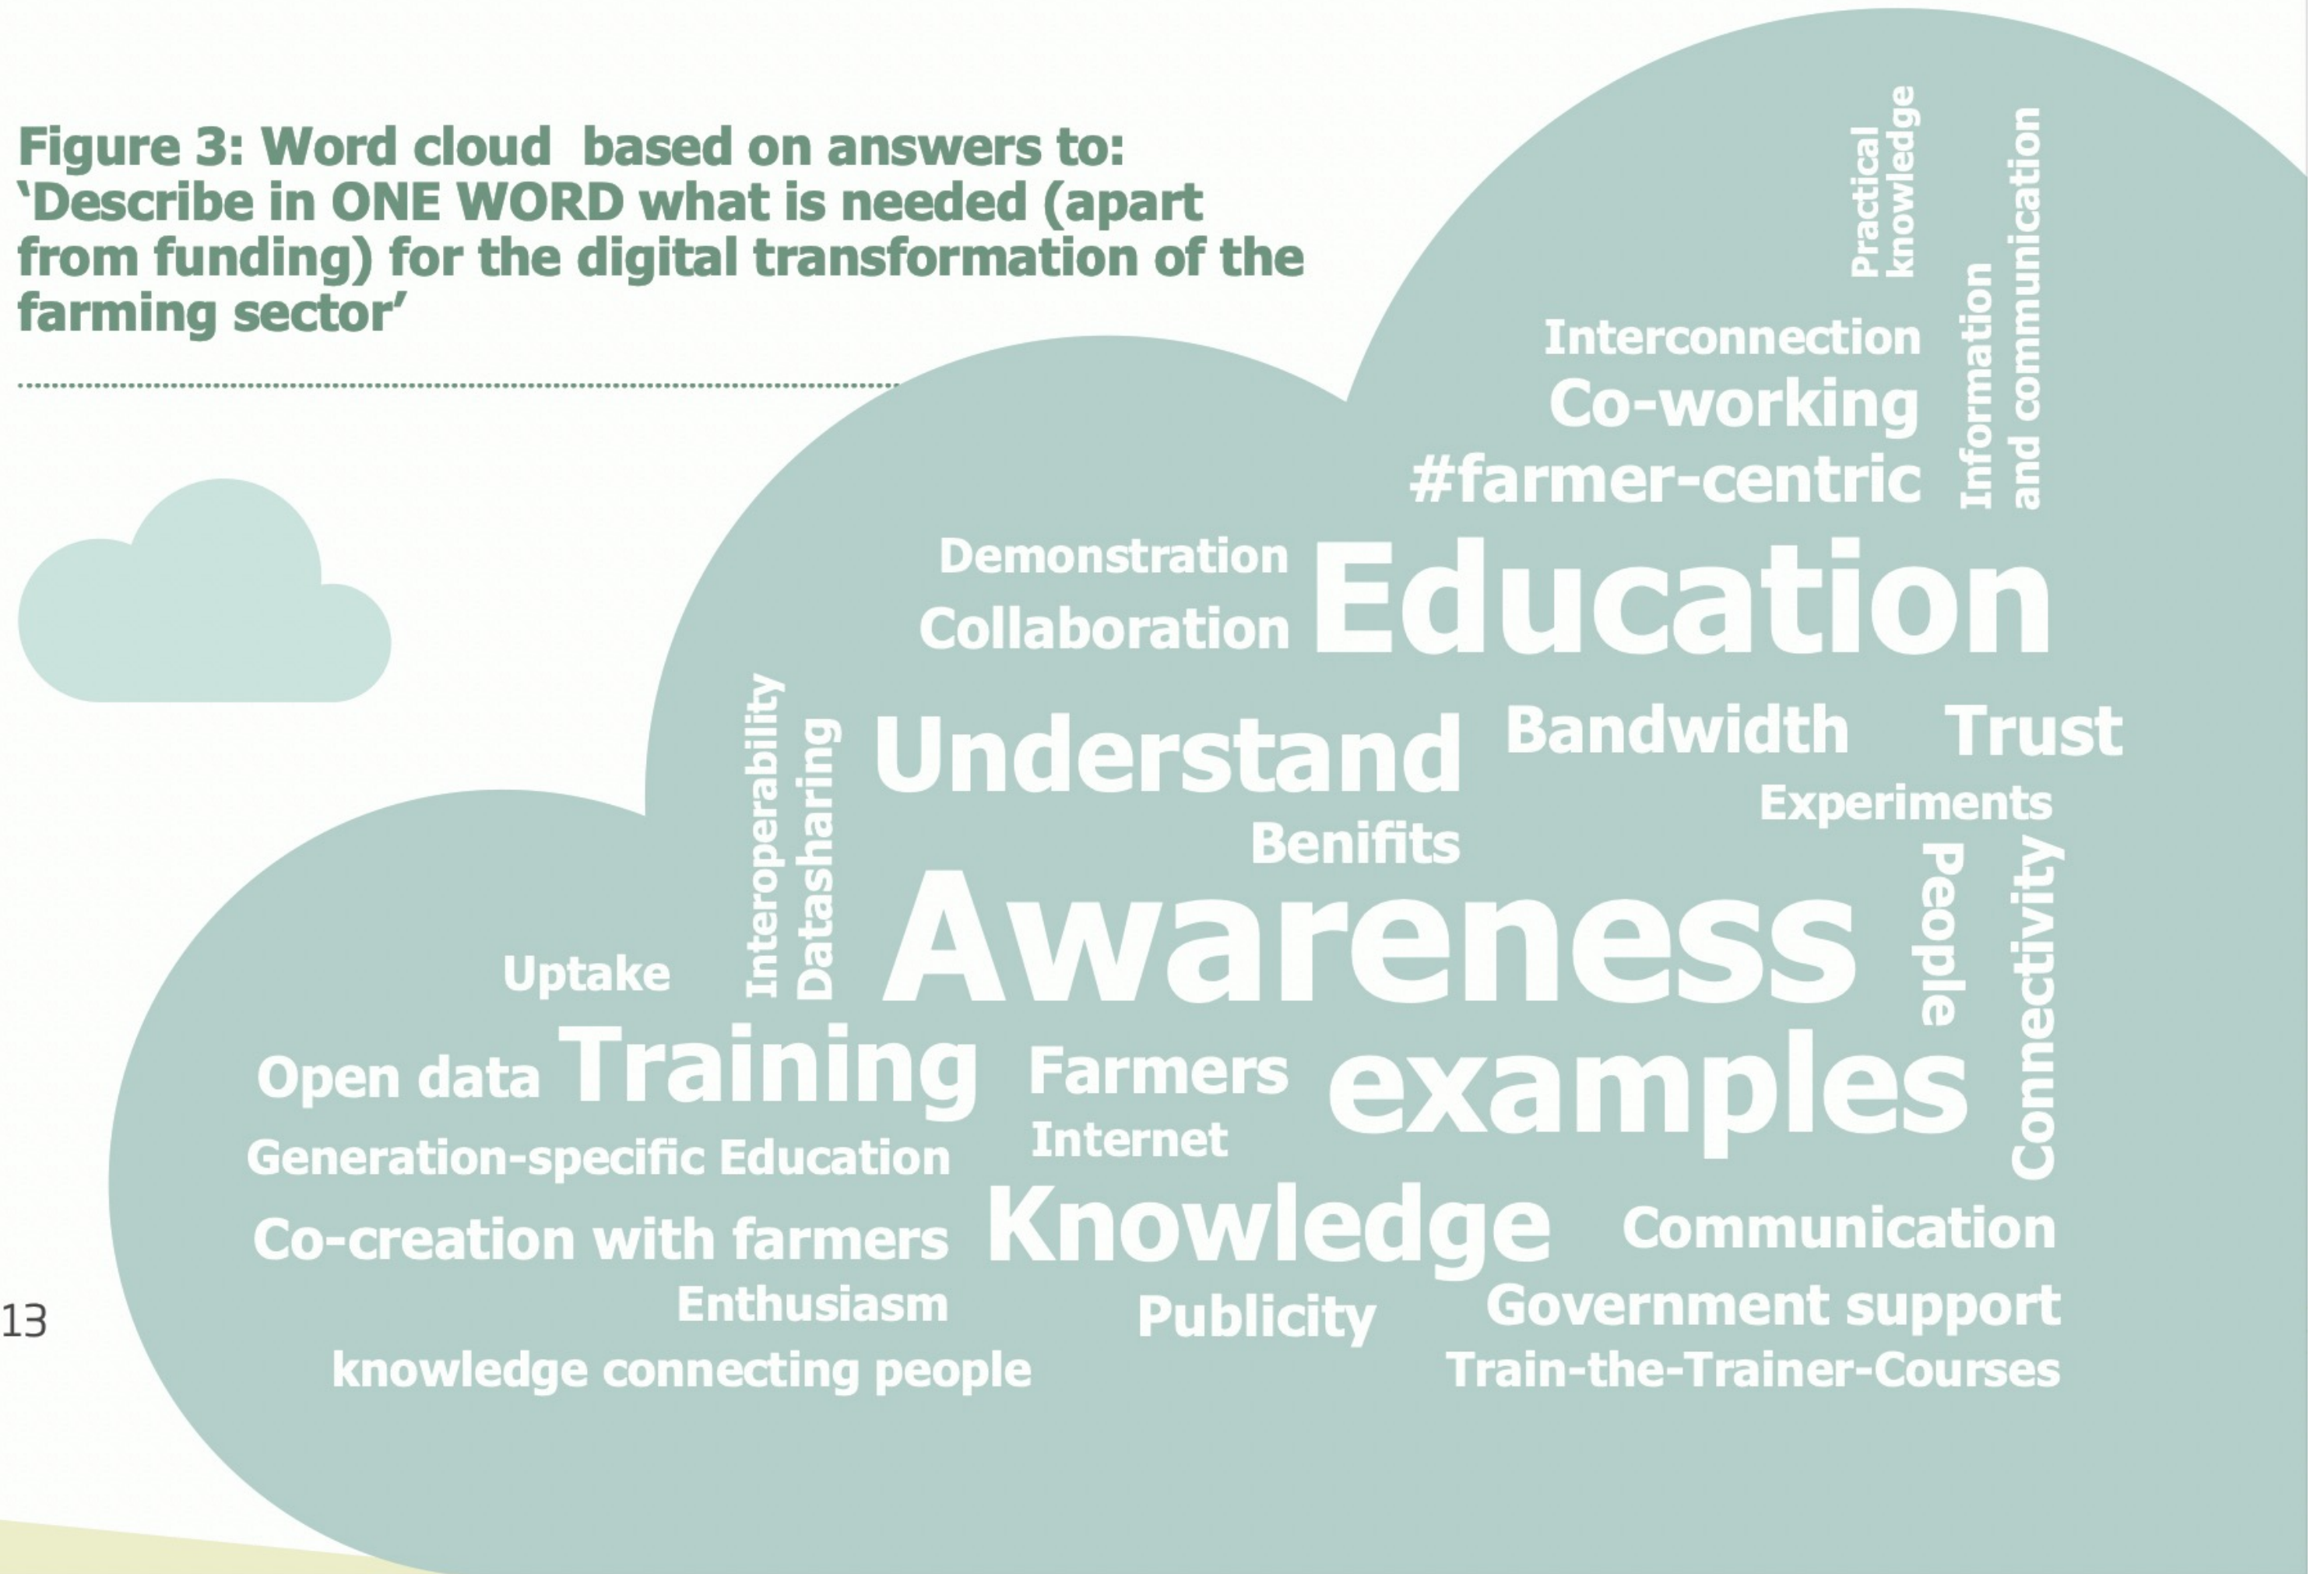 Figure 3: Word cloud  based on answers to:
‘Describe in ONE WORD what is needed (apart
from funding) for the digital transformation of the
farming sector’
Practical
knowledge
Information
and communication
Interconnection
Co-working
#farmer-centric
Demonstration
Education
Collaboration
Interoperability
Datasharing
Understand
Bandwidth
Trust
Experiments
Benifits
Awareness
people
Connectivity
Uptake
Open data
Training
Farmers
examples
Internet
Generation-specific Education
Knowledge
Co-creation with farmers
Communication
Enthusiasm
Publicity
Government support
knowledge connecting people
Train-the-Trainer-Courses
13